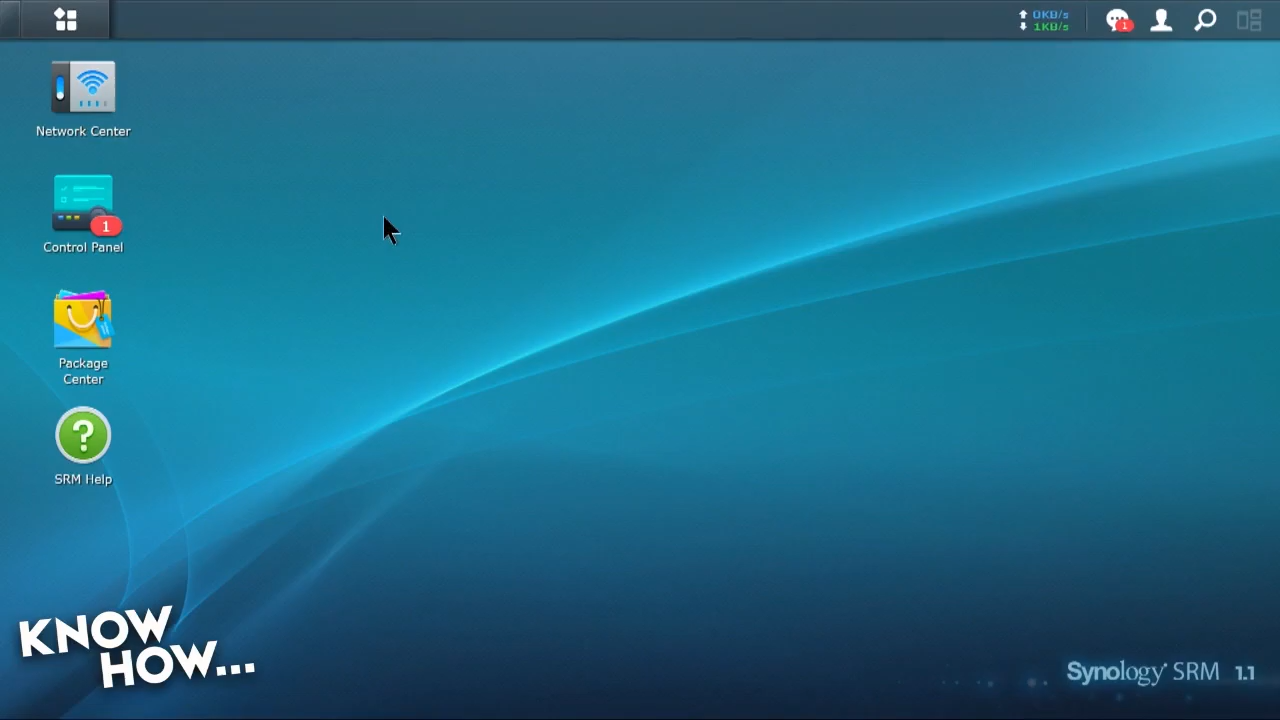 0KB/s
1KB/s
1
Network Center
1
Control Panel
Package
Center
?
SRM Help
KNOW
HOW...
Synology SRM 1.1